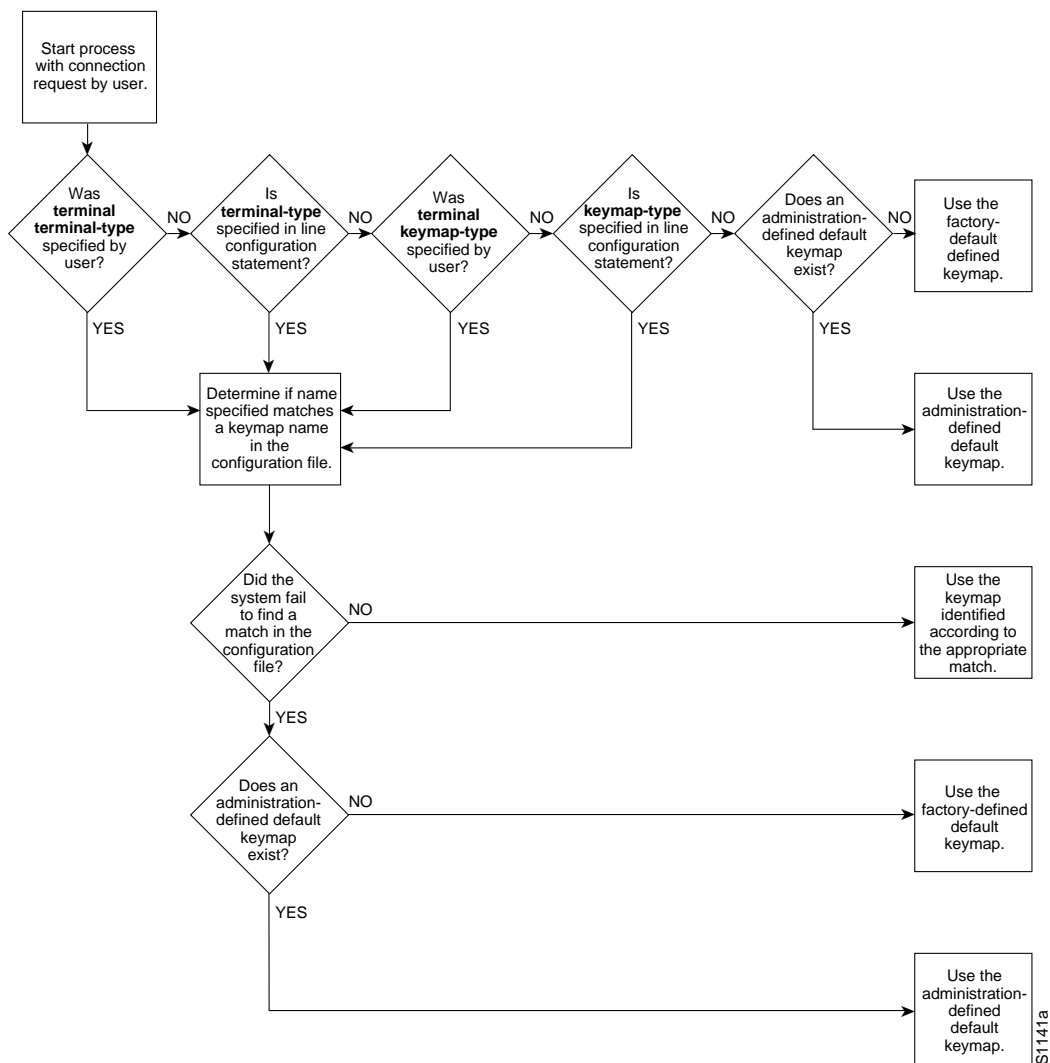 Start process
with connection
request by user.
Was
terminal
terminal-type
specified by
user?
NO
YES
Is
terminal-type
specified in line
configuration
statement?
NO
YES
Was
terminal
keymap-type
specified by
user?
NO
YES
Is
keymap-type
specified in line
configuration
statement?
NO
YES
Does an
administration-
defined default
keymap
exist?
NO
YES
Use the
factory-
default
defined
keymap.
Determine if name
specified matches
a keymap name
in the
configuration file.
Use the
administration-
defined
default
keymap.
Did the
system fail
to find a
match in the
configuration
file?
NO
YES
Use the
keymap
identified
according to
the appropriate
match.
Does an
administration-
defined default
keymap
exist?
NO
YES
Use the
factory-defined
default
keymap.
Use the
administration-
defined
default
keymap.
S1141a